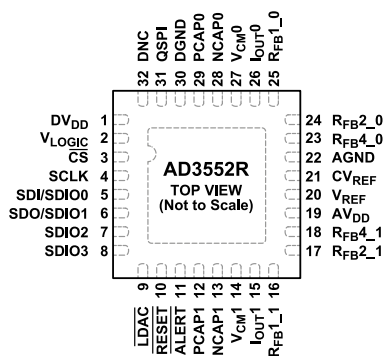 DNC
QSPI
DGND
PCAP0
NCAP0
VCM0
IOUT0
RFB1_0
32 31 30 29 28 27 26 25
DVDD 1
VLOGIC 2
CS 3
SCLK 4
SDI/SDIO0 5
SDO/SDIO1 6
SDIO2 7
SDIO3 8
AD3552R
TOP VIEW
(Not to Scale)
24 RFB2_0
23 RFB4_0
22 AGND
21 CVREF
20 VREF
19 AVDD
18 RFB4_1
17 RFB2_1
9 10 11 12 13 14 15 16
LDAC
RESET
ALERT
PCAP1
NCAP1
VCM1
IOUT1
RFB1_1